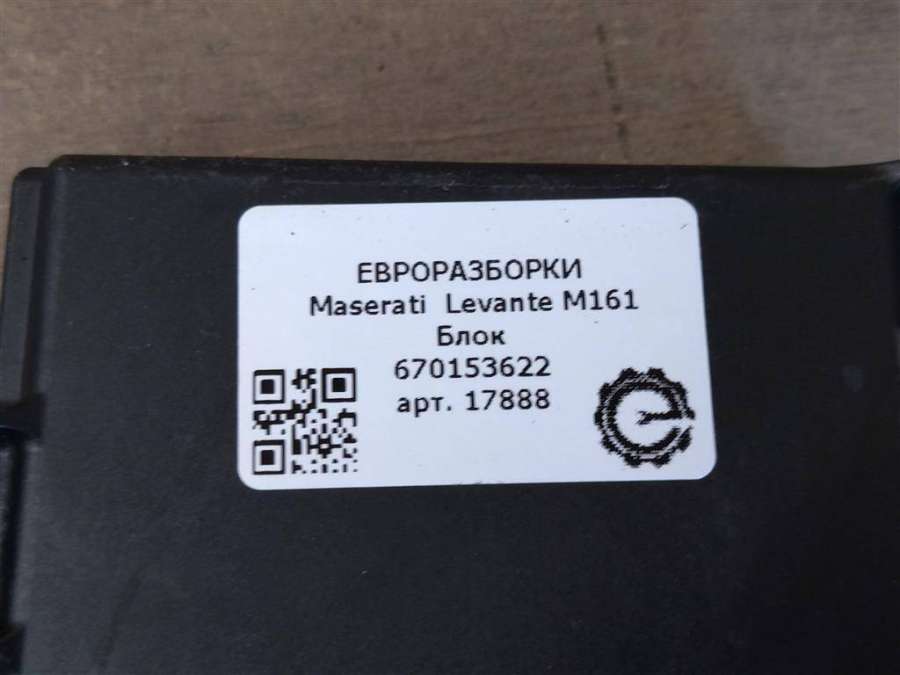 ЕВРОРАЗБОРКИ
Maserati Levante M161
Блок
670153622
арт. 17888